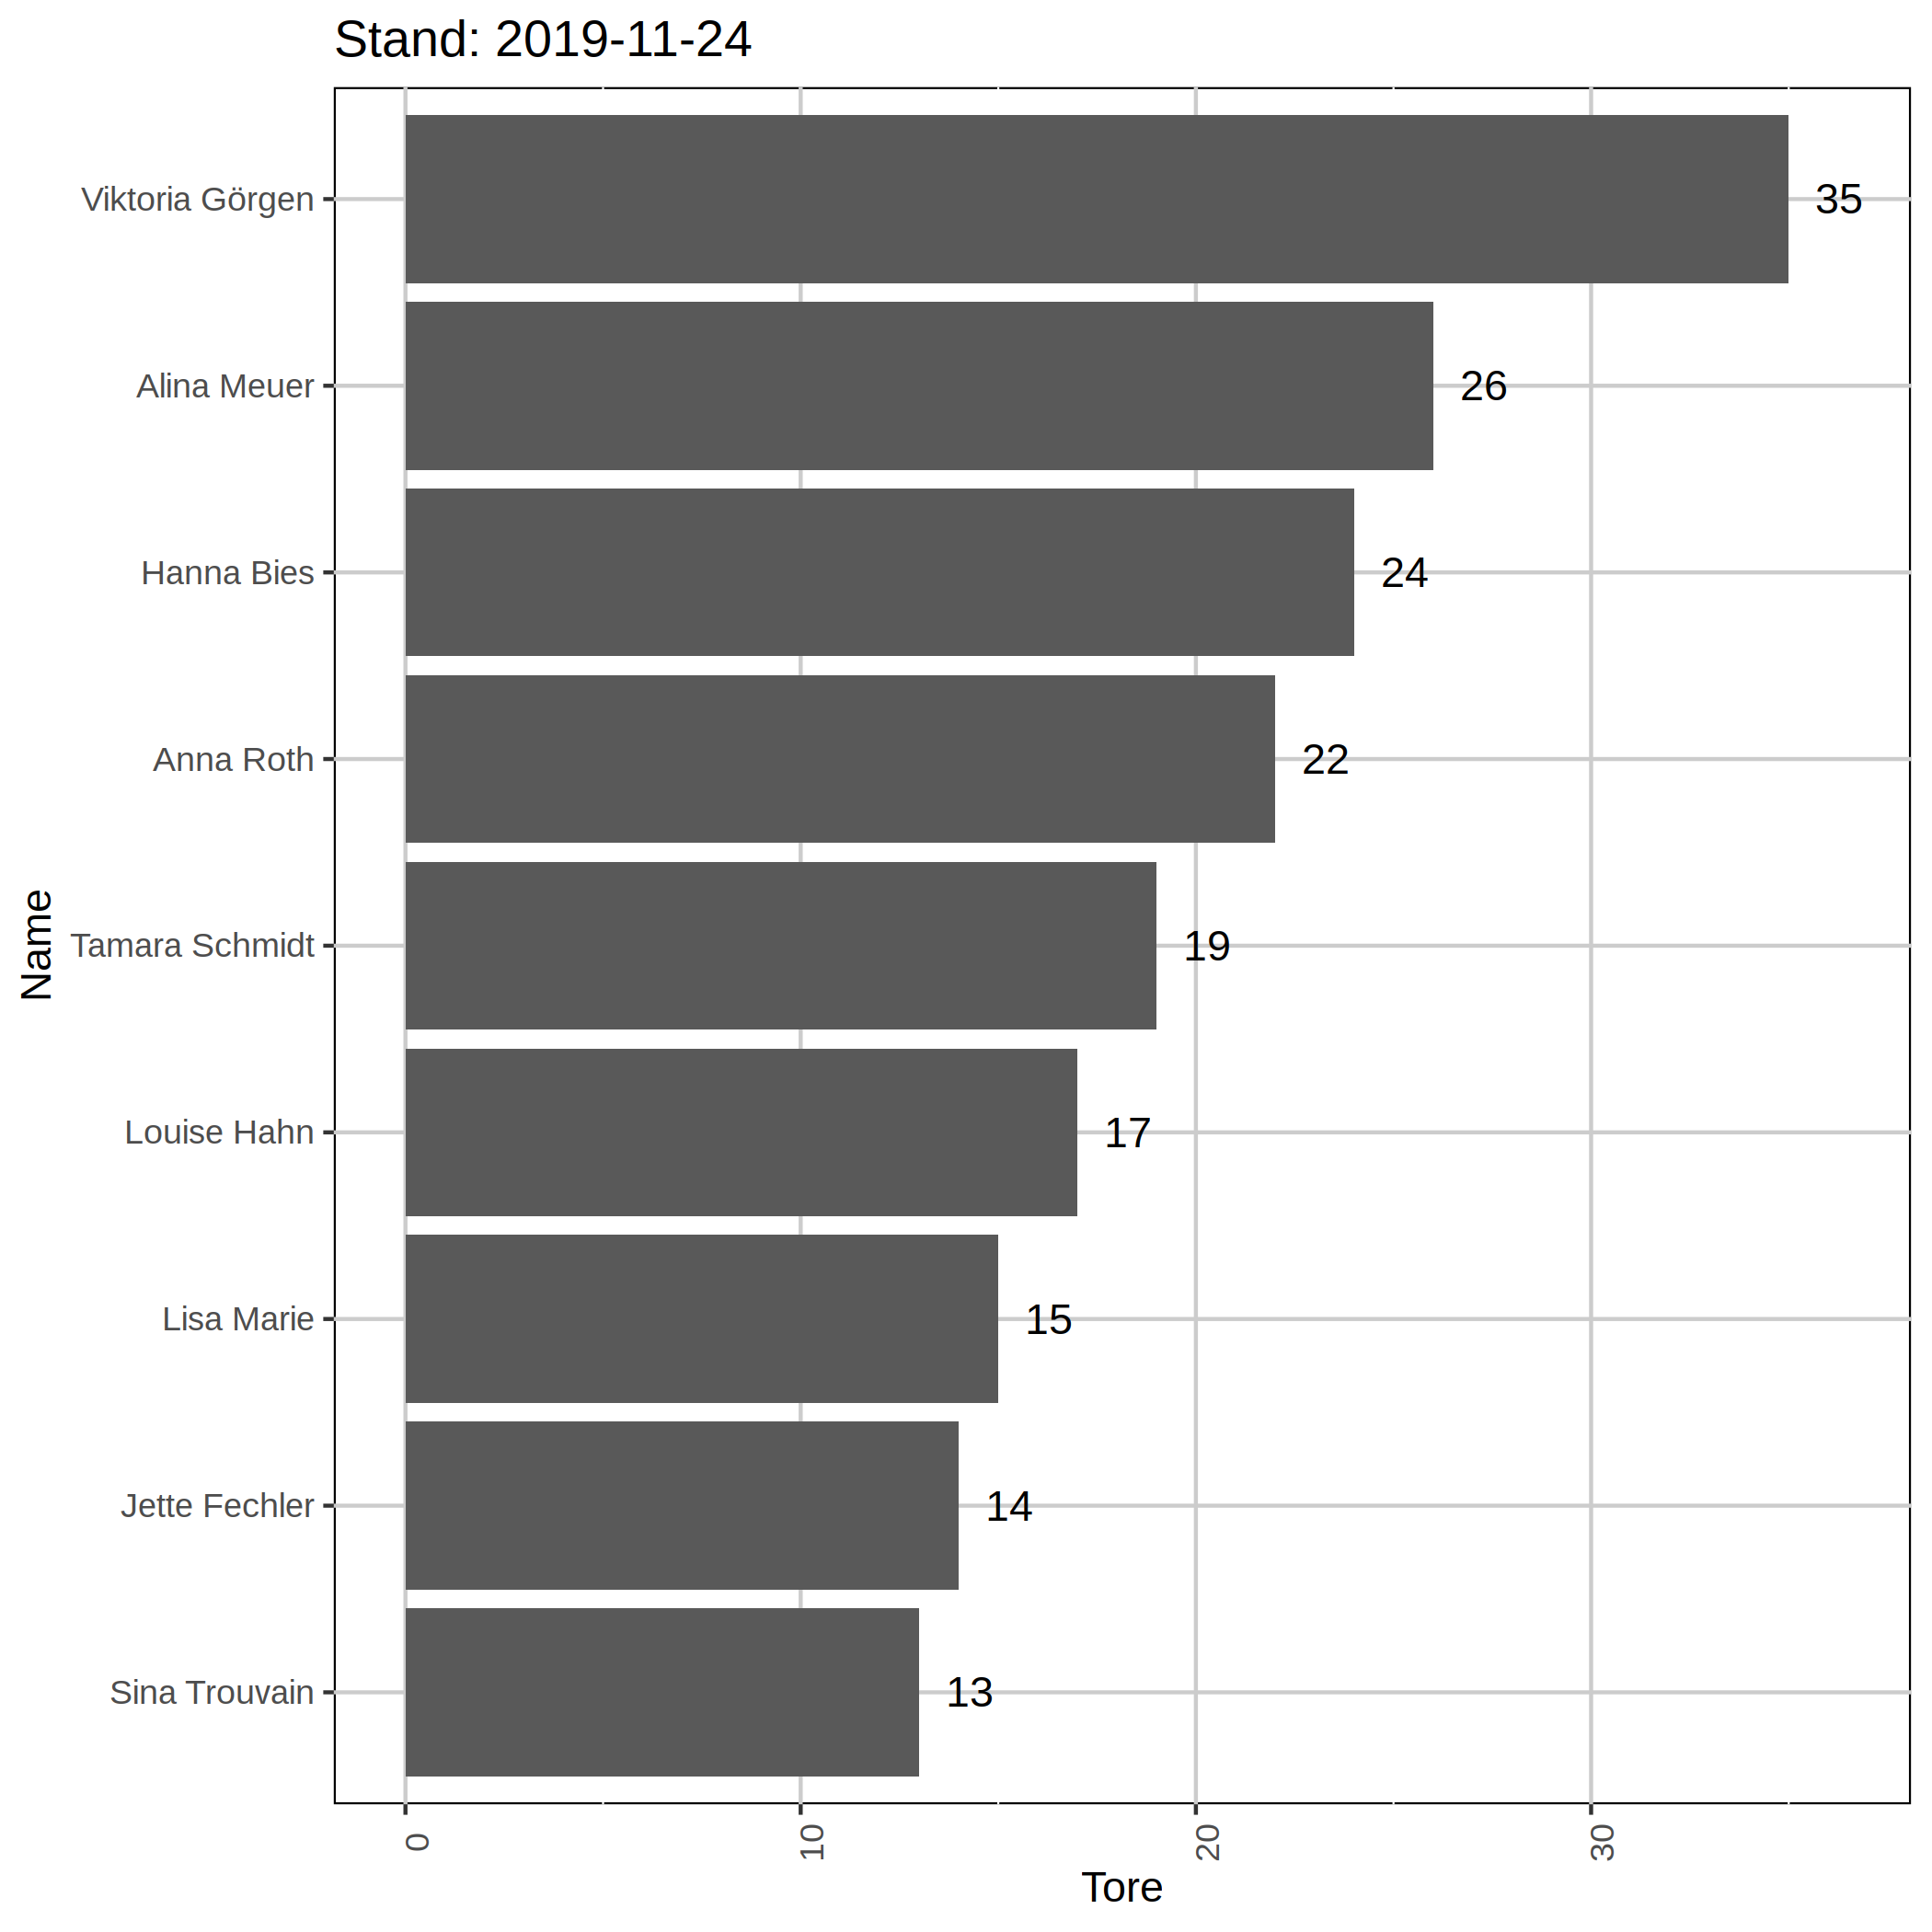 Stand: 2019-11-24
Name
Viktoria Görgen 35
Alina Meuer 26
Hanna Bies 24
Anna Roth 22
Tamara Schmidt 19
Louise Hahn 17
Lisa Marie 15
Jette Fechler 14
Sina Trouvain 13
0 10 20 30
Tore